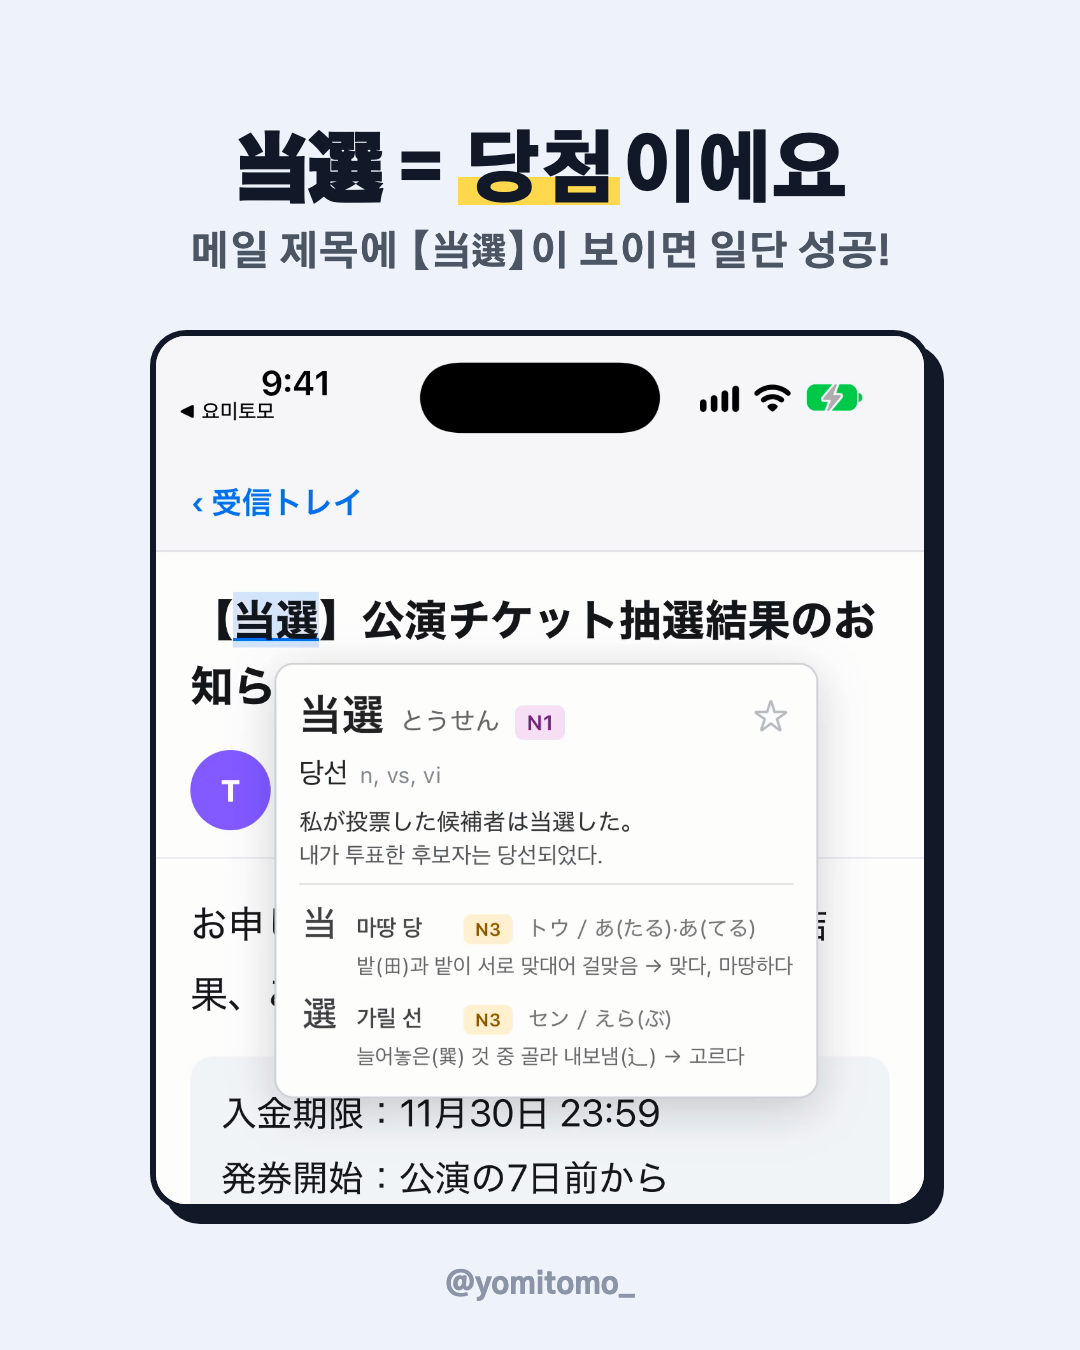 当選 = 당첨이에요
메일 제목에 【当選】이 보이면 일단 성공!
9:41
◀ 요미토모
‹ 受信トレイ
【当選】公演チケット抽選結果のお
知ら
当選 とうせん N1
당선 n, vs, vi
T
私が投票した候補者は当選した。
내가 투표한 후보자는 당선되었다.
お申
当 마땅 당 N3 トウ / あ(たる)·あ(てる)
밭(田)과 밭이 서로 맞대어 걸맞음 → 맞다, 마땅하다
果、
選 가릴 선 N3 セン / えら(ぶ)
늘어놓은(巽) 것 중 골라 내보냄(辶) → 고르다
入金期限：11月30日 23:59
発券開始：公演の7日前から
@yomitomo_